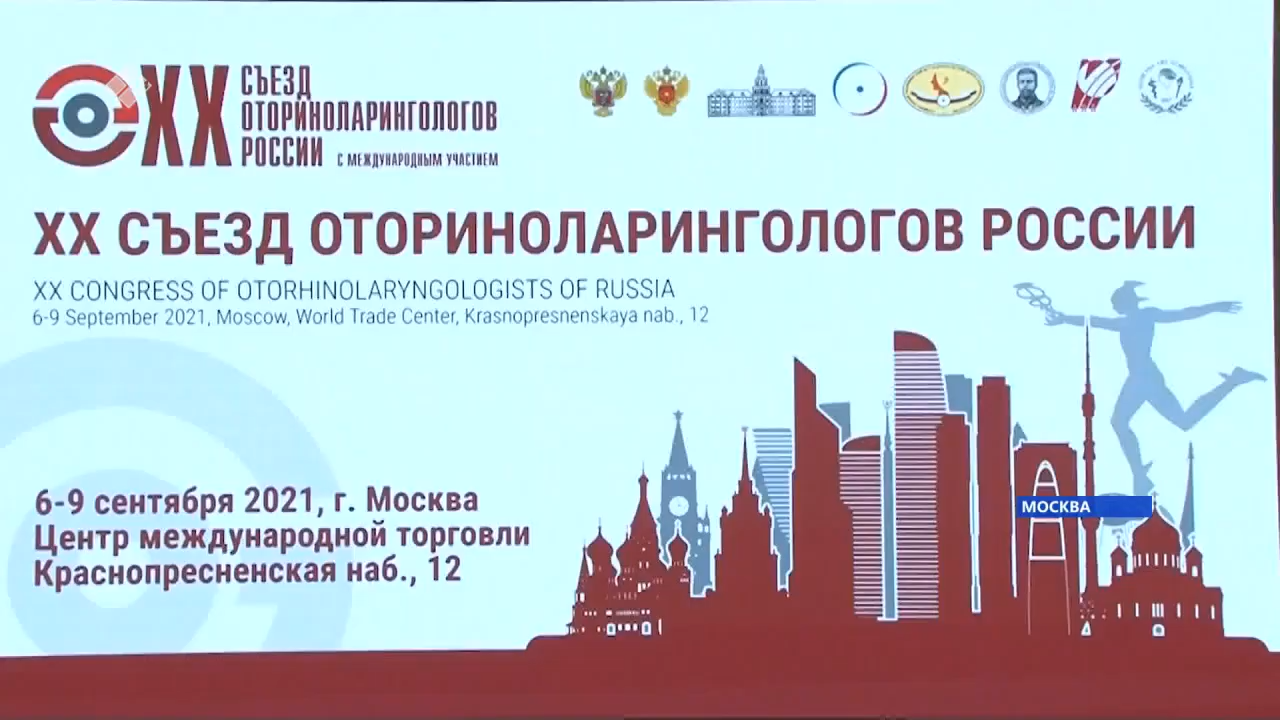 XX СЪЕЗД
ОТОРИНОЛАРИНГОЛОГОВ
РОССИИ С МЕЖДУНАРОДНЫМ УЧАСТИЕМ
XX СЪЕЗД ОТОРИНОЛАРИНГОЛОГОВ РОССИИ
XX CONGRESS OF OTORHINOLARYNGOLOGISTS OF RUSSIA
6-9 September 2021, Moscow, World Trade Center, Krasnopresnenskaya nab., 12
6-9 сентября 2021, г. Москва
Центр международной торговли
Краснопресненская наб., 12
МОСКВА